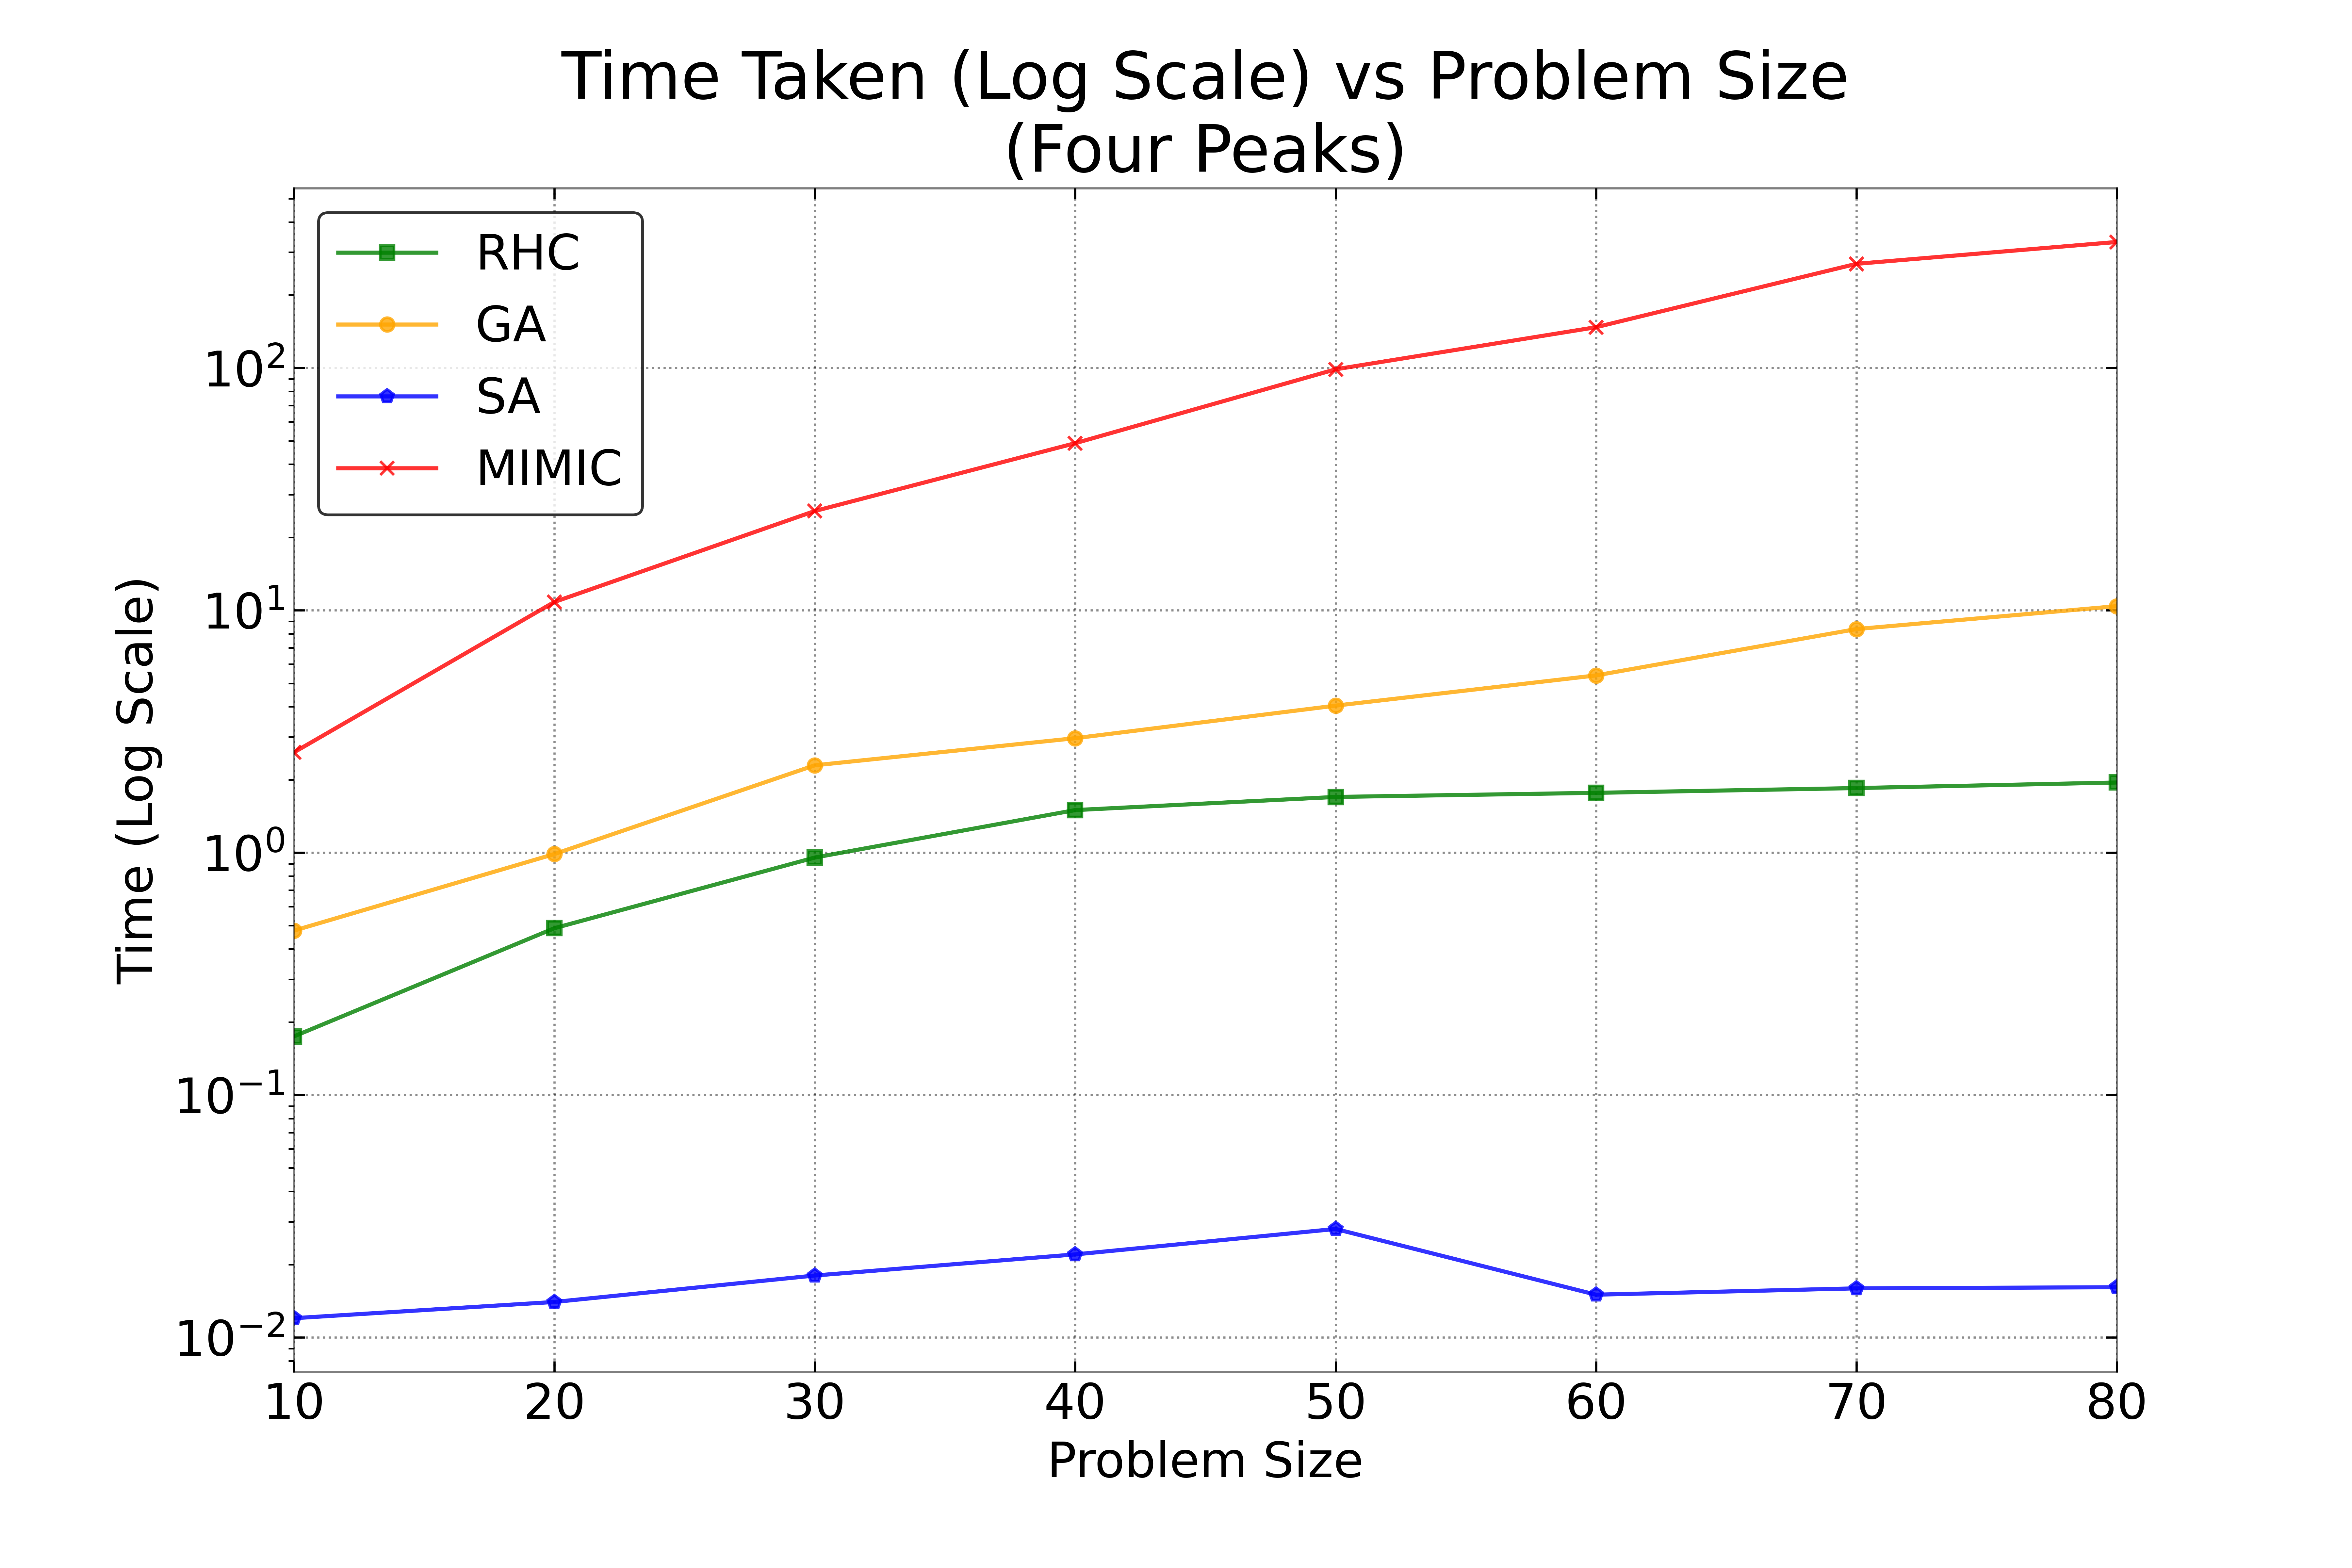 Time Taken (Log Scale) vs Problem Size
(Four Peaks)
RHC
GA
SA
MIMIC
Time (Log Scale)
10²
10¹
10⁰
10⁻¹
10⁻²
10 20 30 40 50 60 70 80
Problem Size